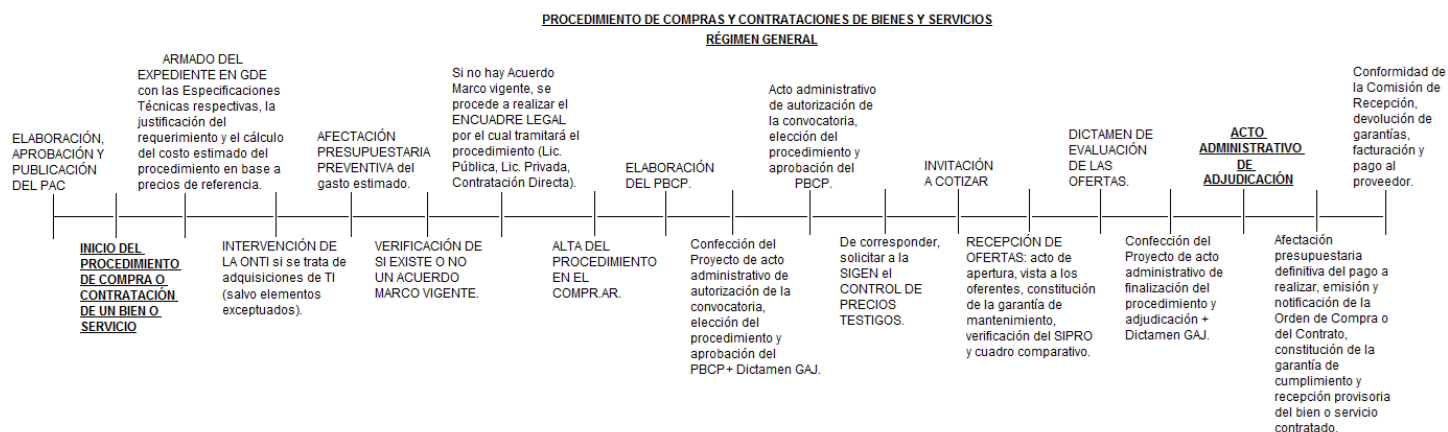 PROCEDIMIENTO DE COMPRAS Y CONTRATACIONES DE BIENES Y SERVICIOS
RÉGIMEN GENERAL
ELABORACIÓN,
APROBACIÓN Y
PUBLICACIÓN
DEL PAC
INICIO DEL
PROCEDIMIENTO
DE COMPRA O
CONTRATACIÓN
DE UN BIEN O
SERVICIO
ARMADO DEL
EXPEDIENTE EN GDE
con las Especificaciones
Técnicas respectivas, la
justificación del
requerimiento y el cálculo
del costo estimado del
procedimiento en base a
precios de referencia.
INTERVENCIÓN DE
LA ONTI si se trata de
adquisiciones de TI
(salvo elementos
exceptuados).
AFECTACIÓN
PRESUPUESTARIA
PREVENTIVA del
gasto estimado.
VERIFICACIÓN DE
SI EXISTE O NO
UN ACUERDO
MARCO VIGENTE.
Si no hay Acuerdo
Marco vigente, se
procede a realizar el
ENCUADRE LEGAL
por el cual tramitará el
procedimiento (Lic.
Pública, Lic. Privada,
Contratación Directa).
ALTA DEL
PROCEDIMIENTO
EN EL
COMPR.AR.
ELABORACIÓN
DEL PBCP.
Confección del
Proyecto de acto
administrativo de
autorización de la
convocatoria,
elección del
procedimiento y
aprobación del
PBCP+ Dictamen GAJ.
Acto administrativo
de autorización de
la convocatoria,
elección del
procedimiento y
aprobación del
PBCP.
De corresponder,
solicitar a la
SIGEN el
CONTROL DE
PRECIOS
TESTIGOS.
INVITACIÓN
A COTIZAR
RECEPCIÓN DE
OFERTAS: acto de
apertura, vista a los
oferentes, constitución
de la garantía de
mantenimiento,
verificación del SIPRO
y cuadro comparativo.
DICTAMEN DE
EVALUACIÓN
DE LAS
OFERTAS.
Confección del
Proyecto de acto
administrativo de
finalización del
procedimiento y
adjudicación +
Dictamen GAJ.
ACTO
ADMINISTRATIVO
DE
ADJUDICACIÓN
Afectación
presupuestaria
definitiva del pago a
realizar, emisión y
notificación de la
Orden de Compra o
del Contrato,
constitución de la
garantía de
cumplimiento y
recepción provisoria
del bien o servicio
contratado.
Conformidad de
la Comisión de
Recepción,
devolución de
garantías,
facturación y
pago al
proveedor.